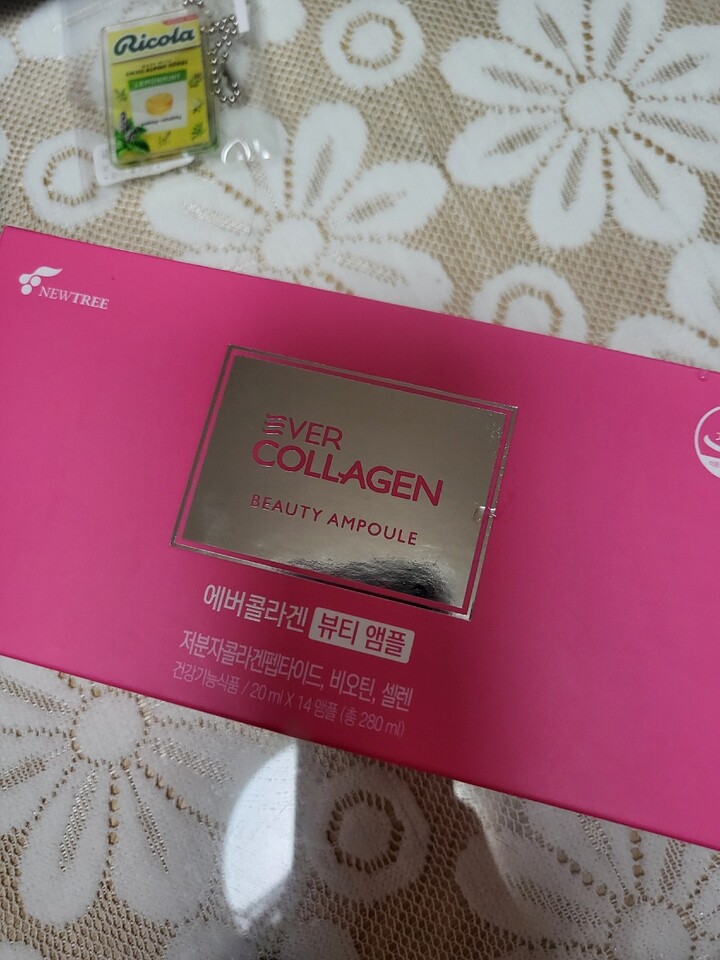 Ricola
LEMONMINT
NEWTREE
EVER
COLLAGEN
BEAUTY AMPOULE
에버콜라겐 뷰티 앰플
저분자콜라겐펩타이드, 비오틴, 셀렌
건강기능식품 / 20 ml X 14 앰플 (총 280 ml)